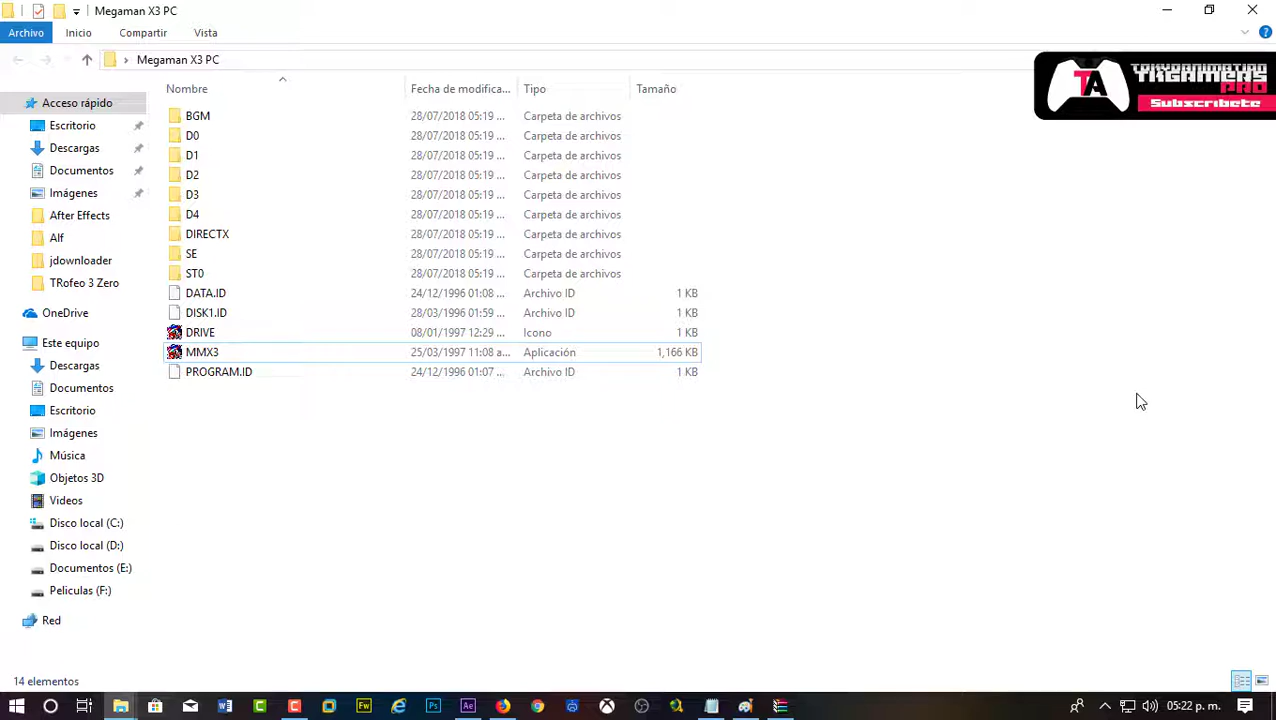 Megaman X3 PC
Archivo Inicio Compartir Vista
Megaman X3 PC
TOKYOANIMATION
TKGAMERS
PRO
TA
Subscribete
Nombre Fecha de modifica... Tipo Tamaño
Acceso rápido
Escritorio
Descargas
Documentos
Imágenes
After Effects
Alf
jdownloader
TRofeo 3 Zero
OneDrive
Este equipo
Descargas
Documentos
Escritorio
Imágenes
Música
Objetos 3D
Videos
Disco local (C:)
Disco local (D:)
Documentos (E:)
Peliculas (F:)
Red
BGM 28/07/2018 05:19 ... Carpeta de archivos
D0 28/07/2018 05:19 ... Carpeta de archivos
D1 28/07/2018 05:19 ... Carpeta de archivos
D2 28/07/2018 05:19 ... Carpeta de archivos
D3 28/07/2018 05:19 ... Carpeta de archivos
D4 28/07/2018 05:19 ... Carpeta de archivos
DIRECTX 28/07/2018 05:19 ... Carpeta de archivos
SE 28/07/2018 05:19 ... Carpeta de archivos
ST0 28/07/2018 05:19 ... Carpeta de archivos
DATA.ID 24/12/1996 01:08 ... Archivo ID 1 KB
DISK1.ID 28/03/1996 01:59 ... Archivo ID 1 KB
DRIVE 08/01/1997 12:29 ... Icono 1 KB
MMX3 25/03/1997 11:08 a... Aplicación 1,166 KB
PROGRAM.ID 24/12/1996 01:07 ... Archivo ID 1 KB
14 elementos
W C C Fw Ps Ae 05:22 p. m.